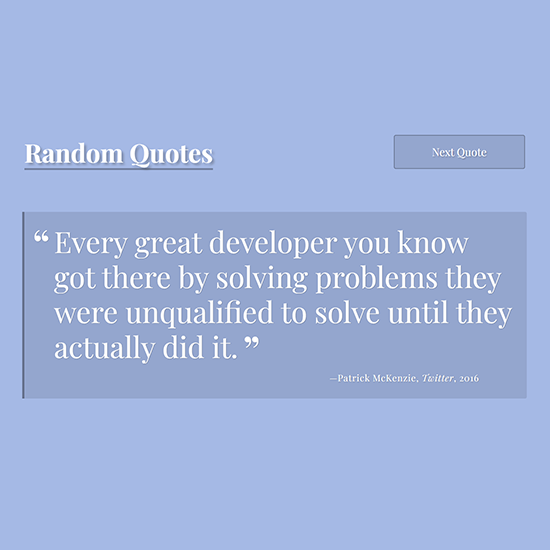 Random Quotes
Next Quote
“ Every great developer you know
got there by solving problems they
were unqualified to solve until they
actually did it. ”
—Patrick McKenzie, Twitter, 2016